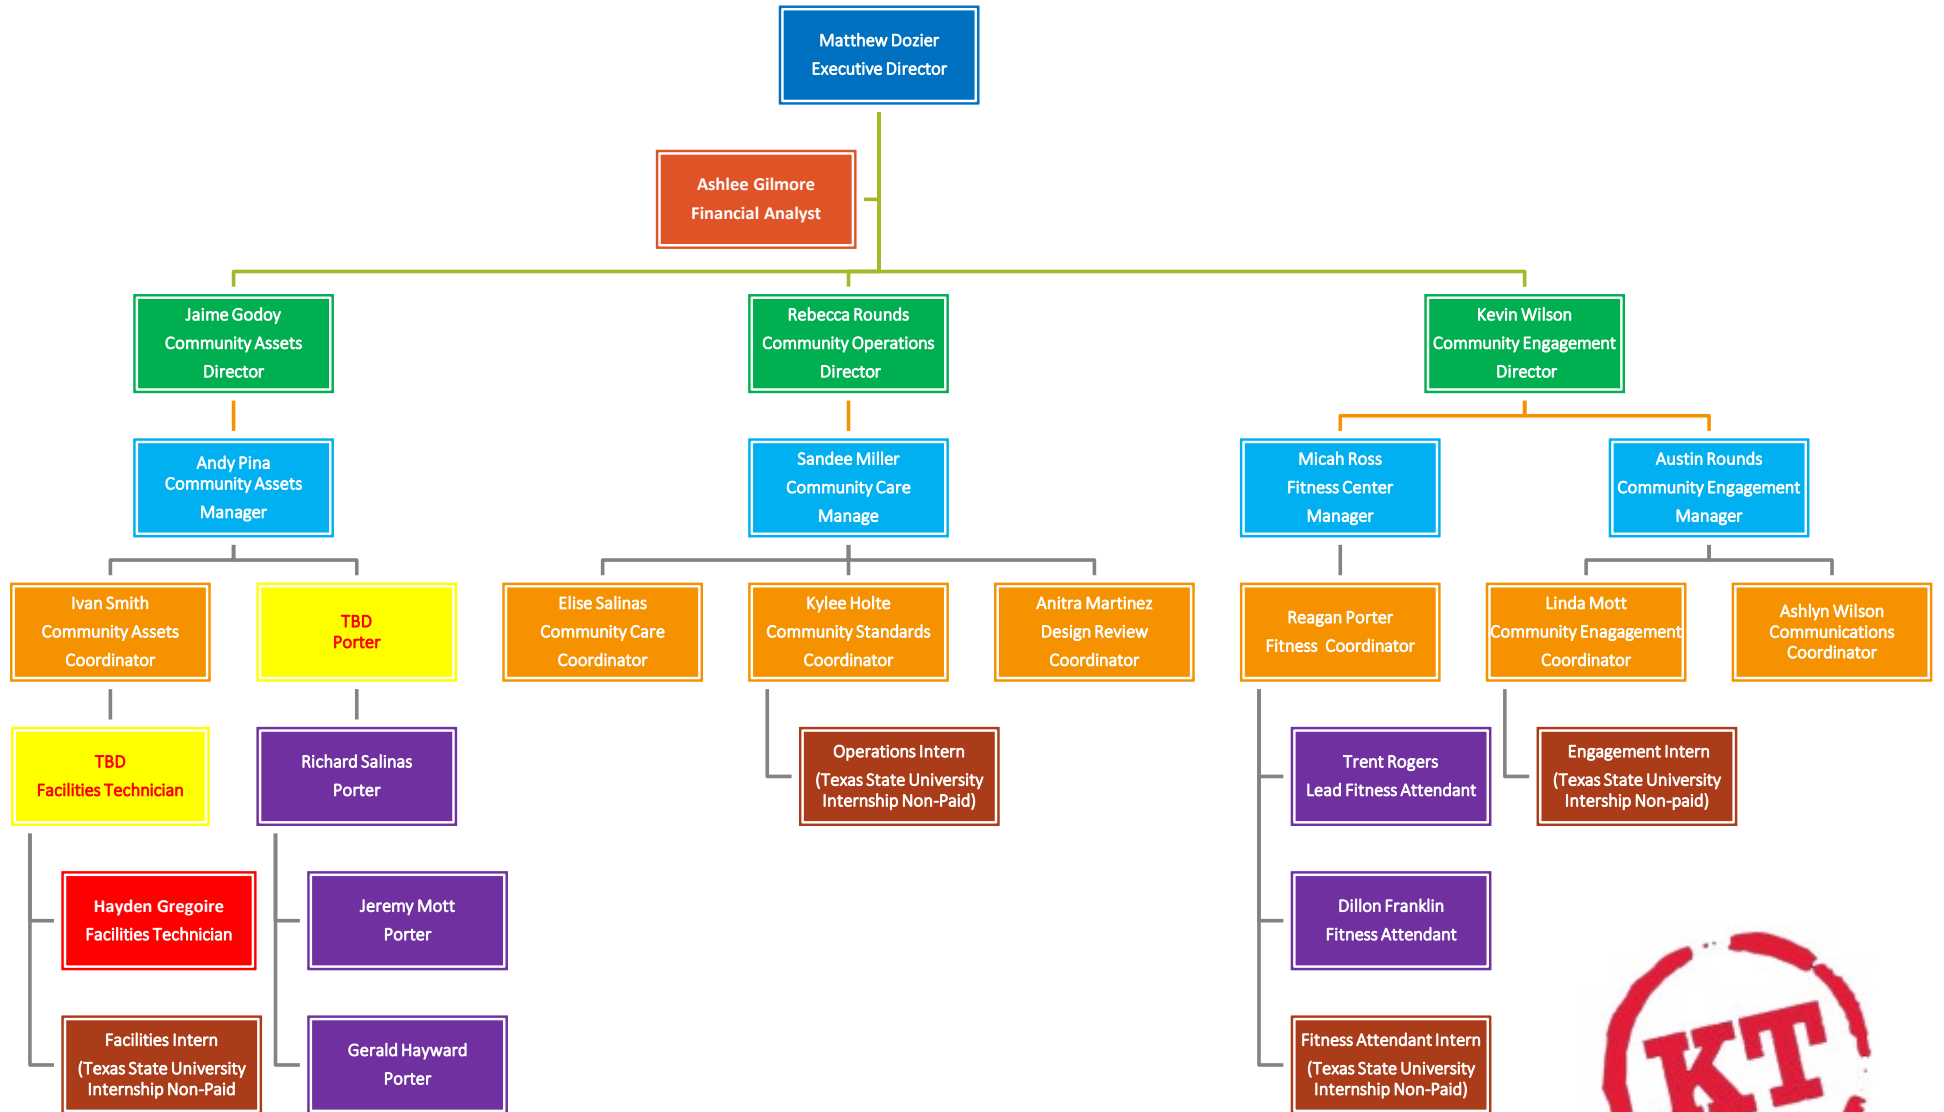 Matthew Dozier
Executive Director
Ashlee Gilmore
Financial Analyst
Jaime Godoy
Community Assets
Director
Rebecca Rounds
Community Operations
Director
Kevin Wilson
Community Engagement
Director
Andy Pina
Community Assets
Manager
Sandee Miller
Community Care
Manage
Micah Ross
Fitness Center
Manager
Austin Rounds
Community Engagement
Manager
Ivan Smith
Community Assets
Coordinator
TBD
Porter
Elise Salinas
Community Care
Coordinator
Kylee Holte
Community Standards
Coordinator
Anitra Martinez
Design Review
Coordinator
Reagan Porter
Fitness Coordinator
Linda Mott
Community Enagagement
Coordinator
Ashlyn Wilson
Communications
Coordinator
TBD
Facilities Technician
Richard Salinas
Porter
Operations Intern
(Texas State University
Internship Non-Paid)
Trent Rogers
Lead Fitness Attendant
Engagement Intern
(Texas State University
Intership Non-paid)
Hayden Gregoire
Facilities Technician
Jeremy Mott
Porter
Dillon Franklin
Fitness Attendant
Facilities Intern
(Texas State University
Internship Non-Paid
Gerald Hayward
Porter
Fitness Attendant Intern
(Texas State University
Internship Non-Paid)
KT